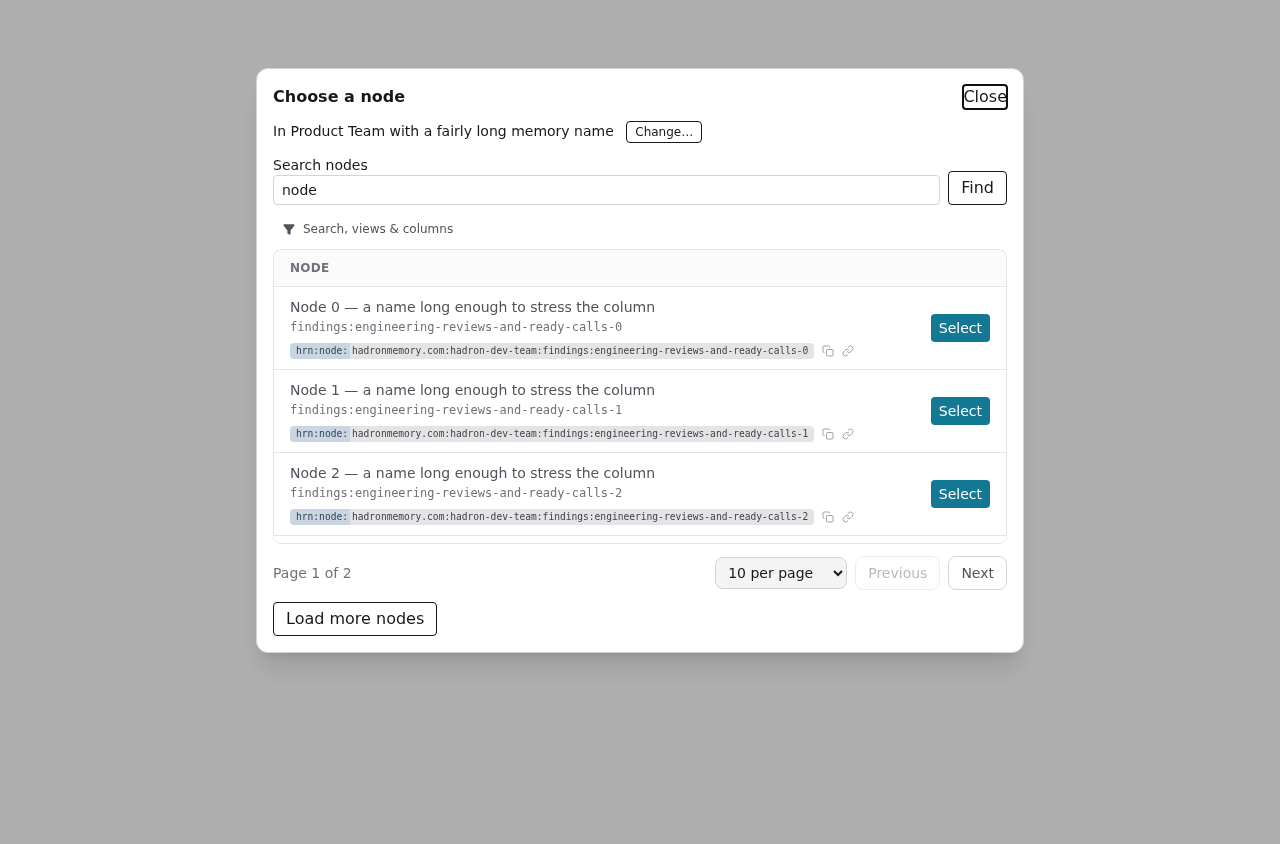 Choose a node
Close
In Product Team with a fairly long memory name
Change…
Search nodes
node
Find
Search, views & columns
NODE
Node 0 — a name long enough to stress the column
findings:engineering-reviews-and-ready-calls-0
hrn:node: hadronmemory.com:hadron-dev-team:findings:engineering-reviews-and-ready-calls-0
Select
Node 1 — a name long enough to stress the column
findings:engineering-reviews-and-ready-calls-1
hrn:node: hadronmemory.com:hadron-dev-team:findings:engineering-reviews-and-ready-calls-1
Select
Node 2 — a name long enough to stress the column
findings:engineering-reviews-and-ready-calls-2
hrn:node: hadronmemory.com:hadron-dev-team:findings:engineering-reviews-and-ready-calls-2
Select
Page 1 of 2
10 per page
Previous
Next
Load more nodes